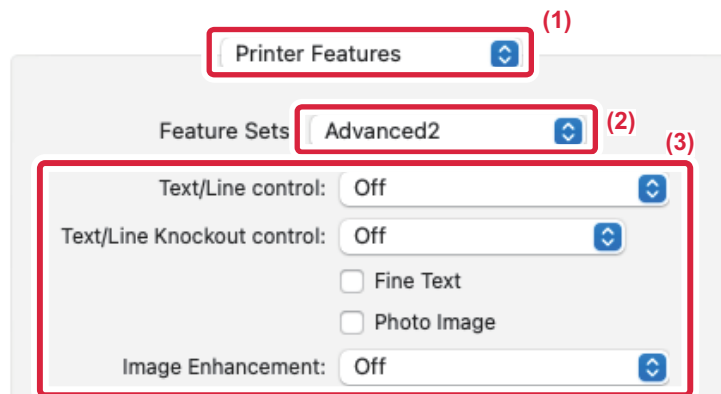 (1)
Printer Features
Feature Sets Advanced2 (2)
(3)
Text/Line control: Off
Text/Line Knockout control: Off
Fine Text
Photo Image
Image Enhancement: Off